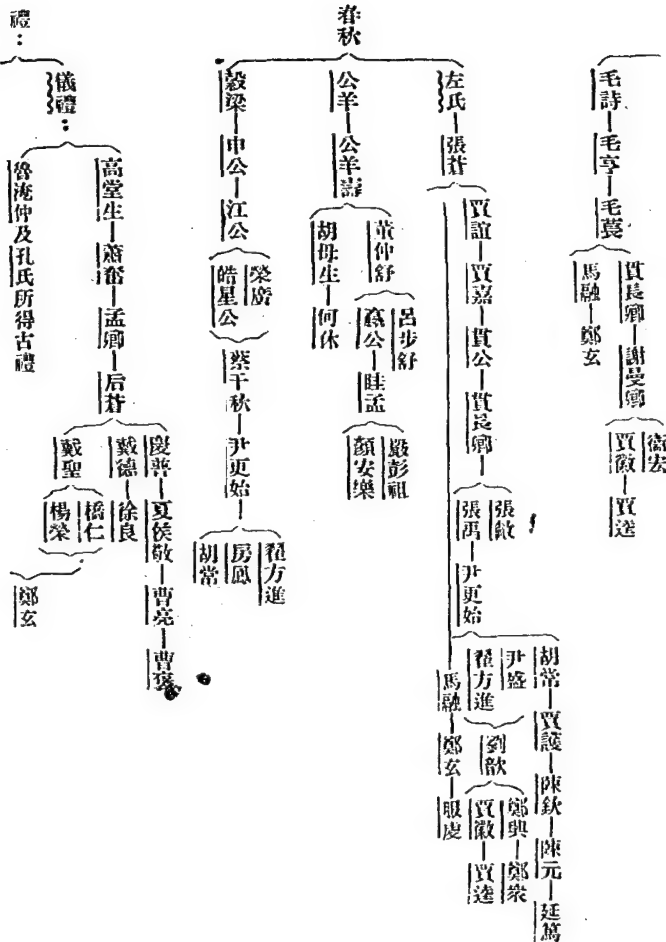 毛詩—毛亨—毛萇
貫長卿—謝曼卿
衞宏
賈徽—賈逵
馬融—鄭玄
春秋
左氏—張蒼
賈誼—賈嘉—貫公—貫長卿
張敞
張禹—尹更始
胡常—賈護—陳欽—陳元—延篤
尹盛
翟方進
劉歆
鄭興—鄭衆
賈徽—賈逵
馬融—鄭玄—服虔
公羊—公羊壽
董仲舒
呂步舒
嬴公—眭孟
嚴彭祖
顏安樂
胡母生—何休
穀梁—申公—江公
榮廣
皓星公
蔡千秋—尹更始
翟方進
房鳳
胡常
禮:
儀禮:
高堂生—蕭奮—孟卿—后蒼
慶善—夏侯敬—曹亮—曹褒
戴德—徐良
戴聖
橋仁
楊榮
鄭玄
魯淹仲及孔氏所得古禮